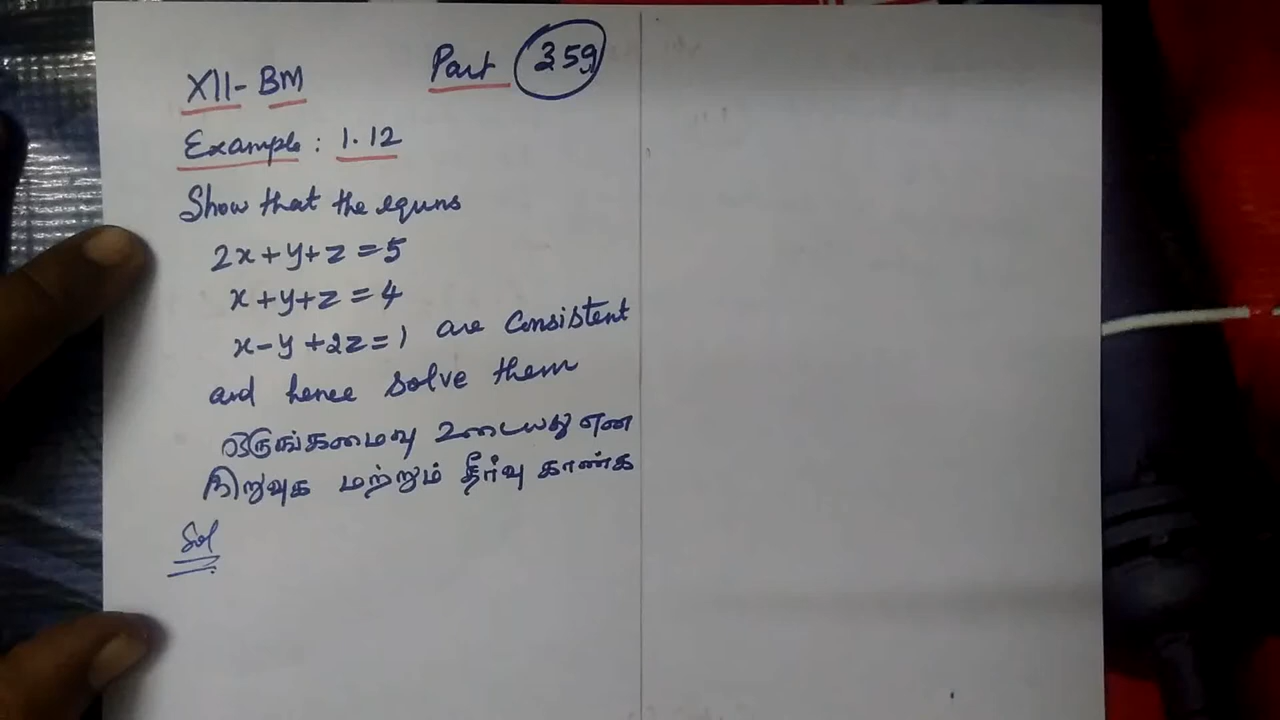 XII-BM Part 359
Example: 1.12
Show that the equns
2x+y+z=5
x+y+z=4
x-y+2z=1 are consistent
and hence solve them
ஒருங்கமைவு உடையது என
நிறுவுக மற்றும் தீர்வு காண்க
Sol